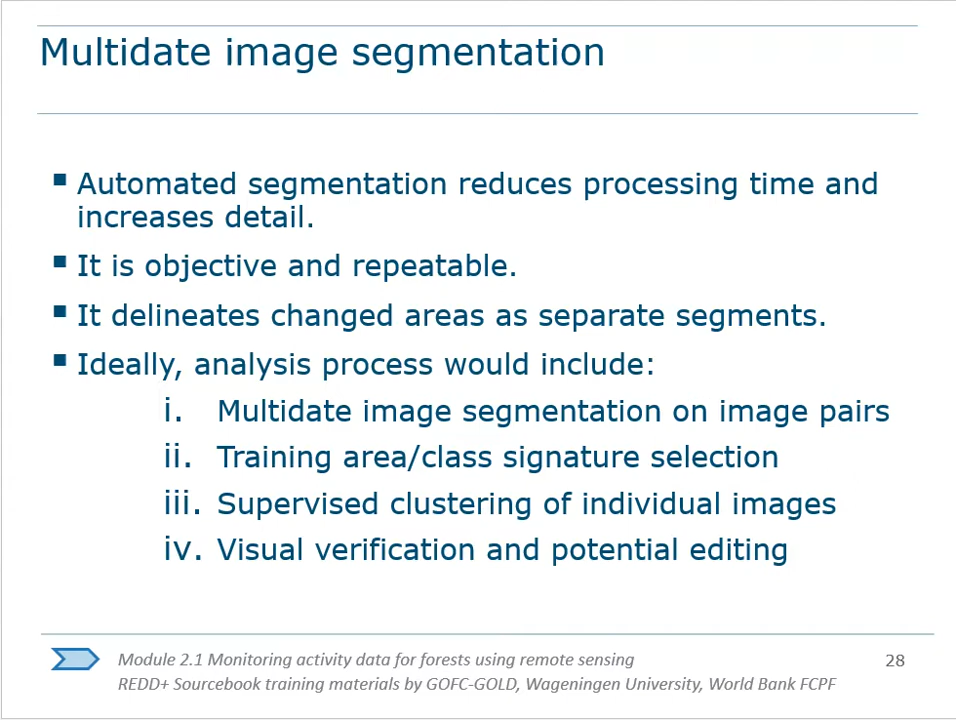 Multidate image segmentation
▪ Automated segmentation reduces processing time and
increases detail.
▪ It is objective and repeatable.
▪ It delineates changed areas as separate segments.
▪ Ideally, analysis process would include:
i. Multidate image segmentation on image pairs
ii. Training area/class signature selection
iii. Supervised clustering of individual images
iv. Visual verification and potential editing
Module 2.1 Monitoring activity data for forests using remote sensing
REDD+ Sourcebook training materials by GOFC-GOLD, Wageningen University, World Bank FCPF
28